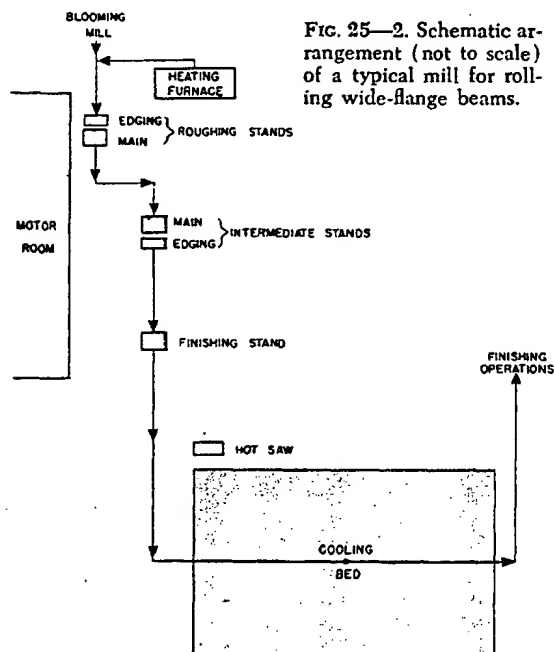 BLOOMING
MILL
HEATING
FURNACE
FIG. 25—2. Schematic ar-
rangement (not to scale)
of a typical mill for roll-
ing wide-flange beams.
EDGING
MAIN
ROUGHING STANDS
MOTOR
ROOM
MAIN
EDGING
INTERMEDIATE STANDS
FINISHING STAND
FINISHING
OPERATIONS
HOT SAW
COOLING
BED